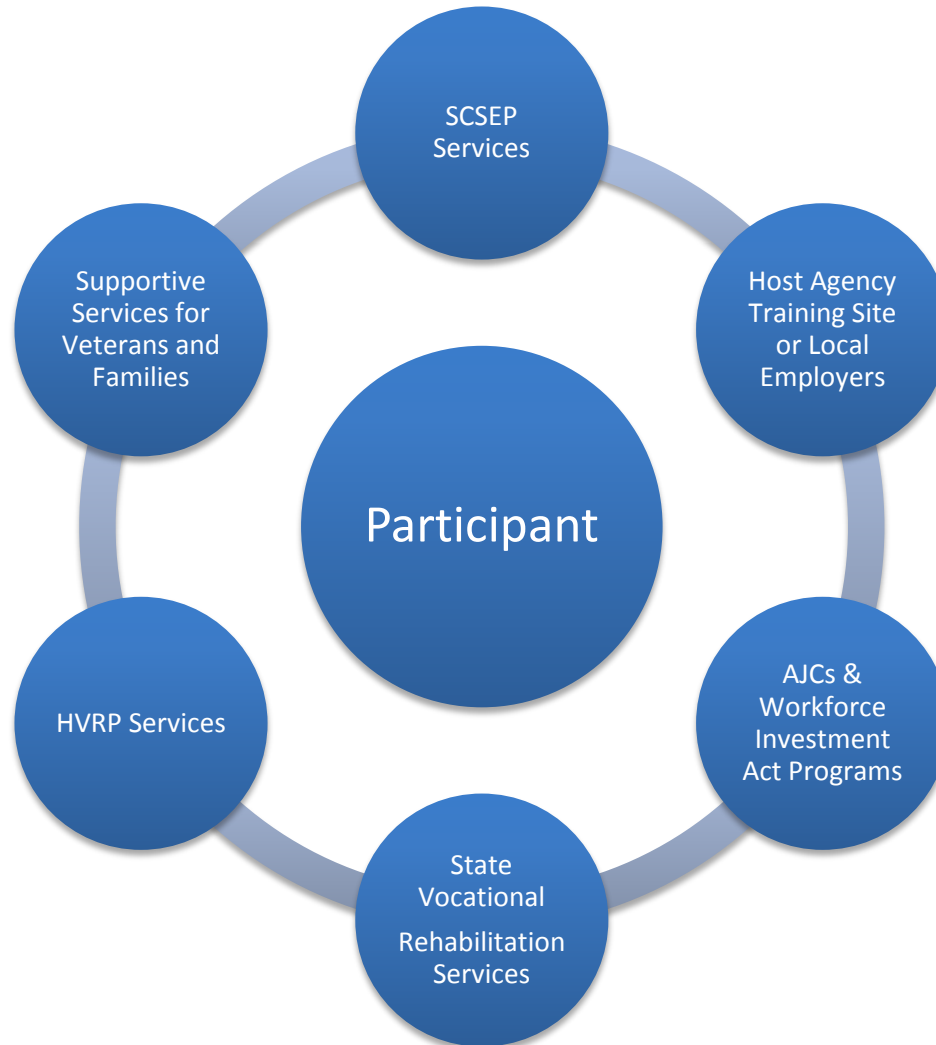 SCSEP
Services
Host Agency
Training Site
or Local
Employers
AJCs &
Workforce
Investment
Act Programs
State
Vocational
Rehabilitation
Services
HVRP Services
Supportive
Services for
Veterans and
Families
Participant